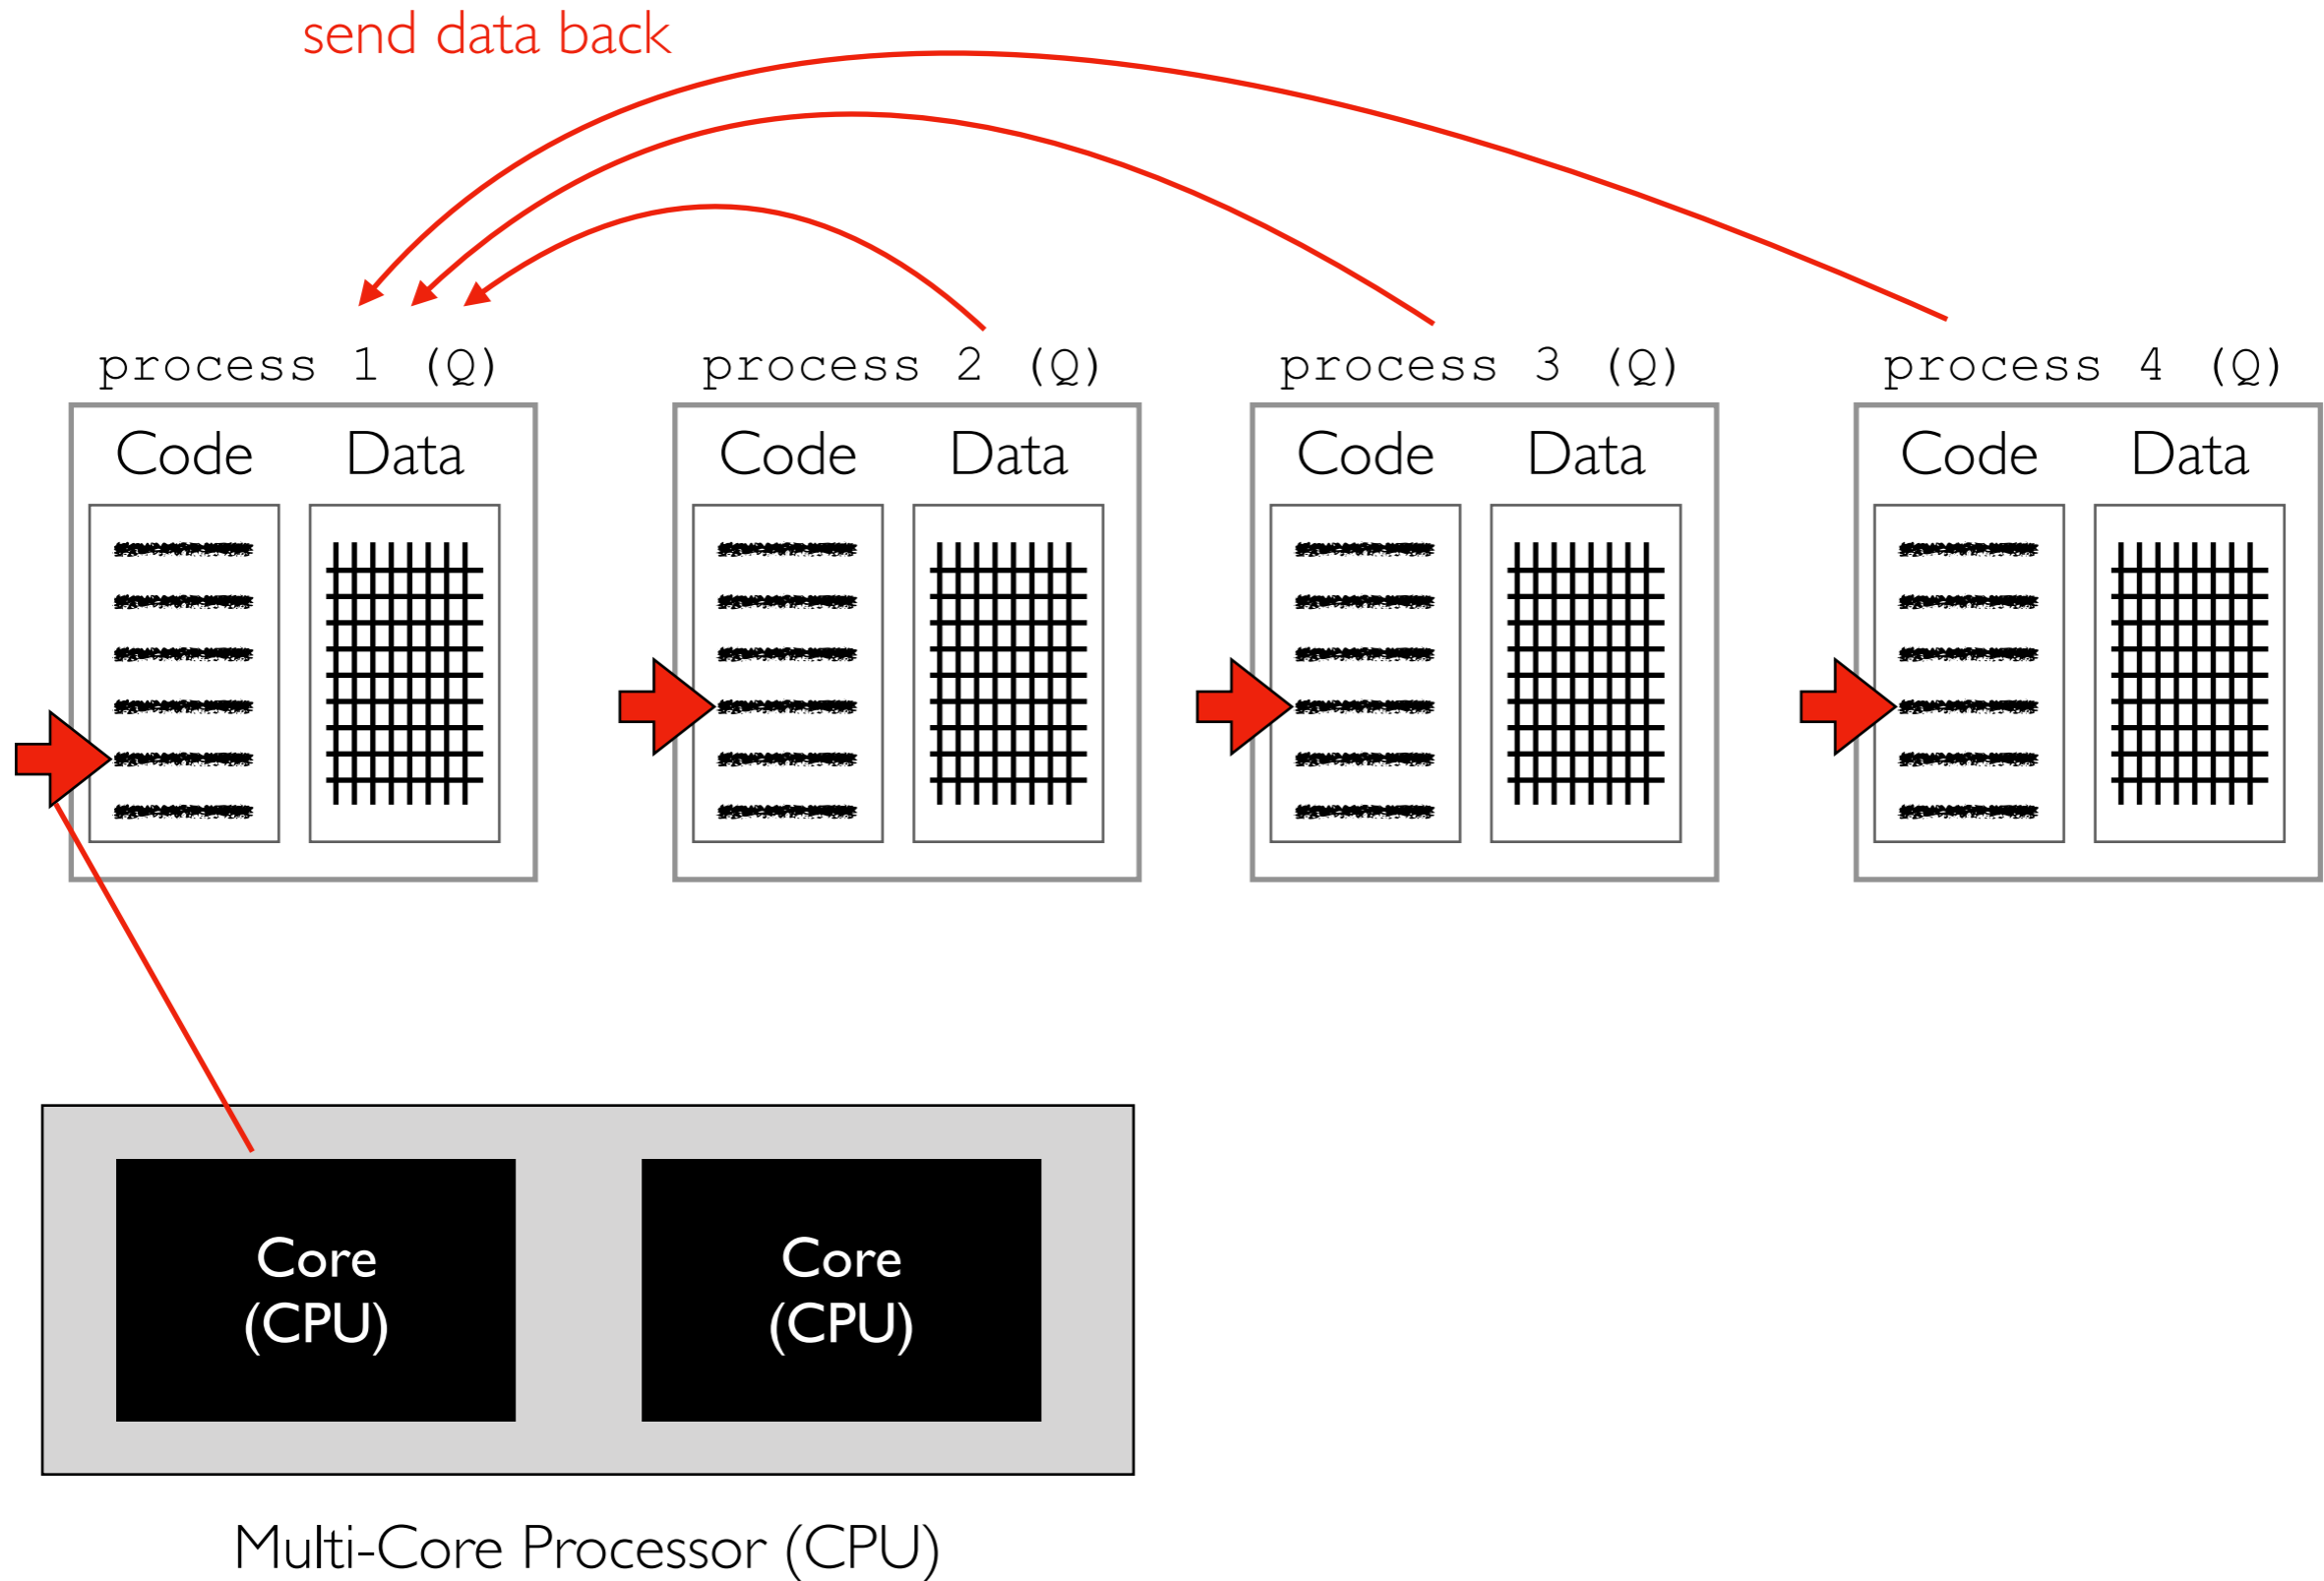 send data back
process 1 (Q)
process 2 (Q)
process 3 (Q)
process 4 (Q)
Code
Data
Code
Data
Code
Data
Code
Data
Core
(CPU)
Core
(CPU)
Multi-Core Processor (CPU)